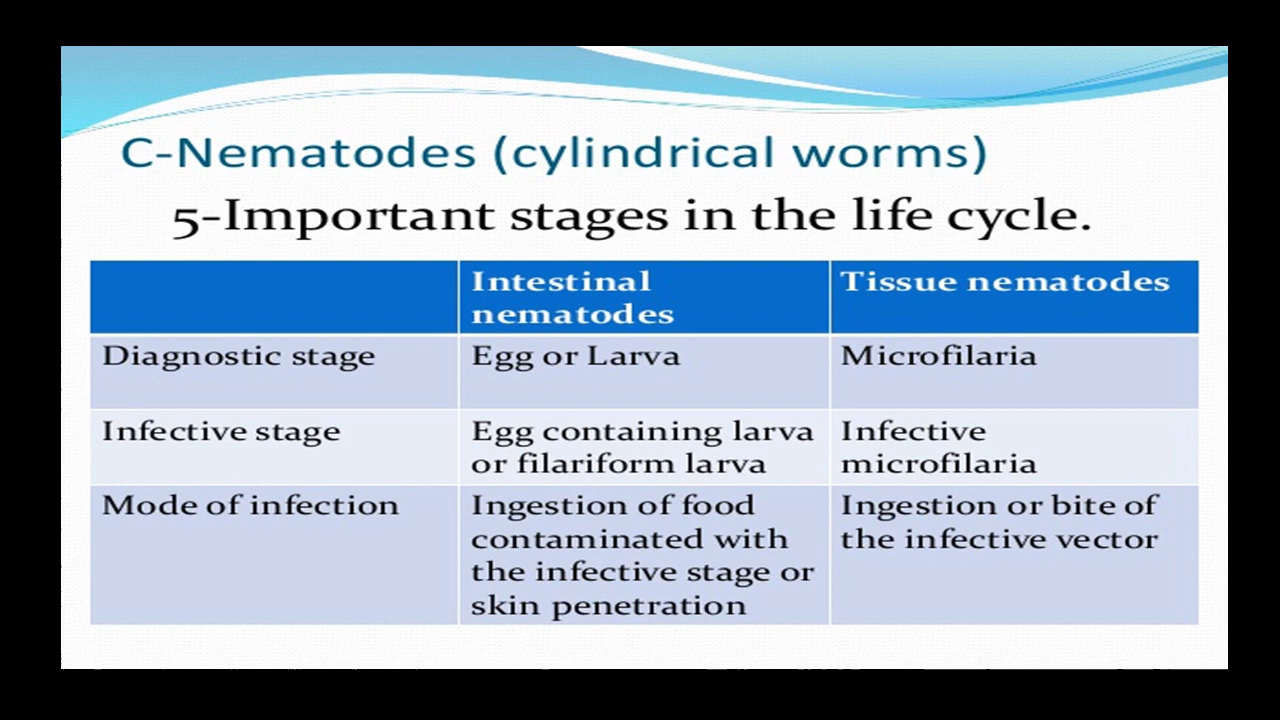 C-Nematodes (cylindrical worms)
5-Important stages in the life cycle.
Intestinal
nematodes
Tissue nematodes
Diagnostic stage
Egg or Larva
Microfilaria
Infective stage
Egg containing larva
or filariform larva
Infective
microfilaria
Mode of infection
Ingestion of food
contaminated with
the infective stage or
skin penetration
Ingestion or bite of
the infective vector